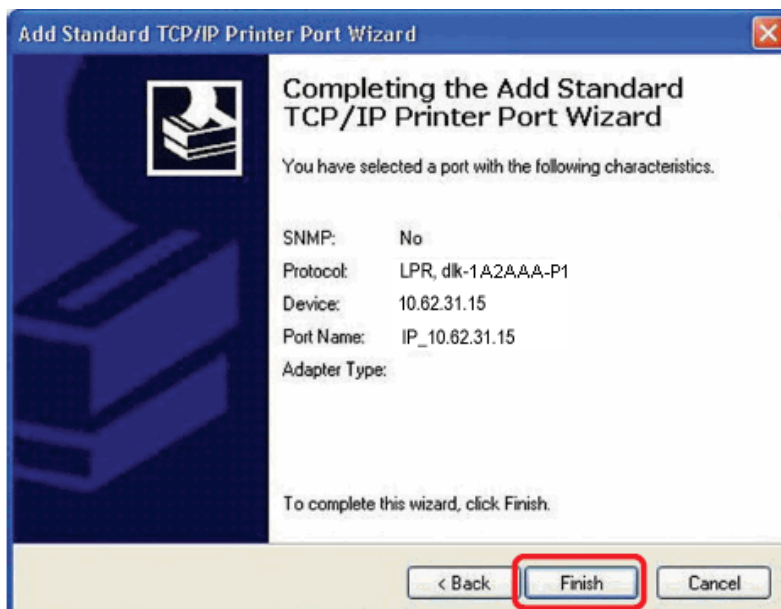 Add Standard TCP/IP Printer Port Wizard
Completing the Add Standard
TCP/IP Printer Port Wizard
You have selected a port with the following characteristics.
SNMP: No
Protocol: LPR, dlk-1A2AAA-P1
Device: 10.62.31.15
Port Name: IP_10.62.31.15
Adapter Type:
To complete this wizard, click Finish.
< Back Finish Cancel